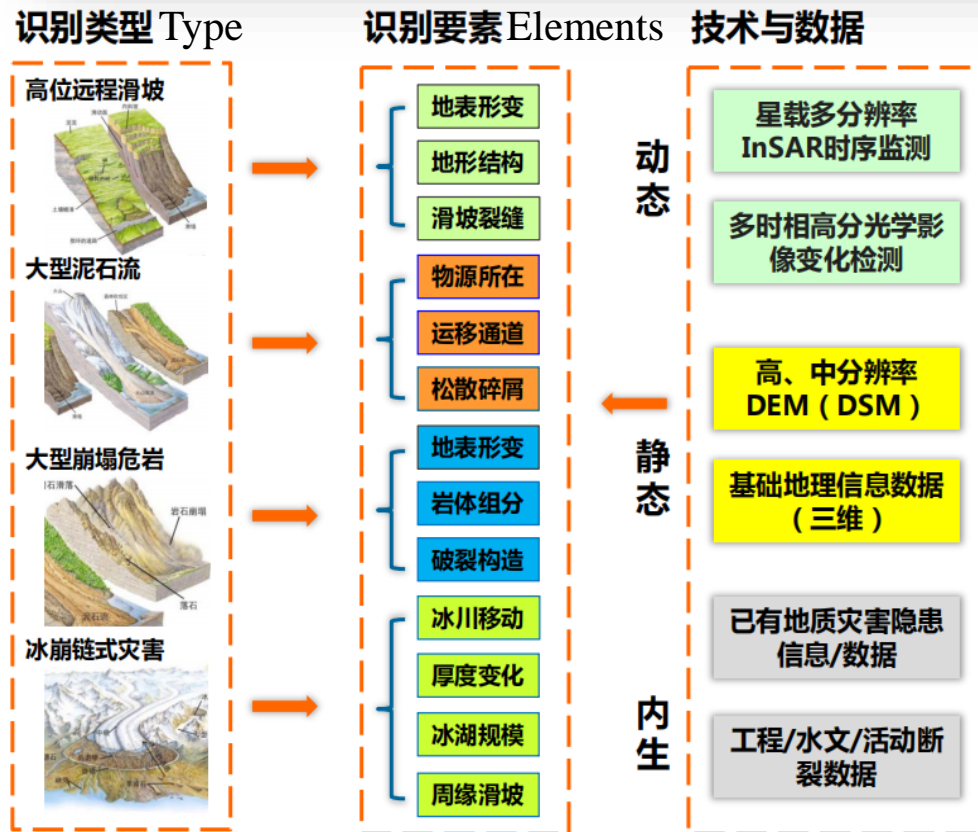 识别类型 Type
识别要素 Elements
技术与数据
高位远程滑坡
大型泥石流
大型崩塌危岩
岩石滑落
岩石崩塌
落石
泥石流
冰崩链式灾害
地表形变
地形结构
滑坡裂缝
物源所在
运移通道
松散碎屑
地表形变
岩体组分
破裂构造
冰川移动
厚度变化
冰湖规模
周缘滑坡
动态
静态
内生
星载多分辨率
InSAR时序监测
多时相高分光学影
像变化检测
高、中分辨率
DEM（DSM）
基础地理信息数据
（三维）
已有地质灾害隐患
信息/数据
工程/水文/活动断
裂数据